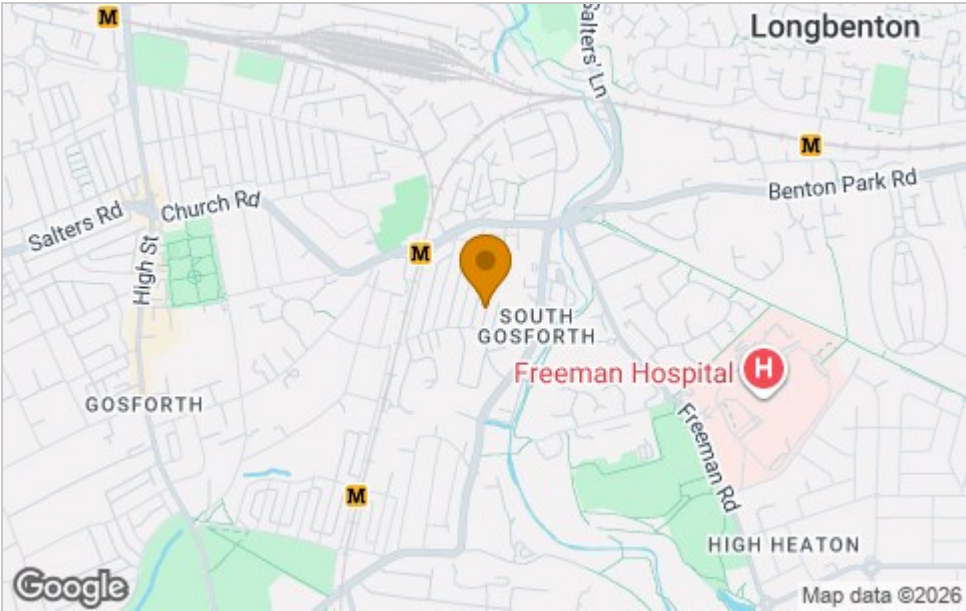 M
Salters' Ln
Longbenton
M
Benton Park Rd
Salters Rd
Church Rd
High St
M
SOUTH
GOSFORTH
Freeman Hospital H
GOSFORTH
Freeman Rd
M
HIGH HEATON
Google
Map data ©2026